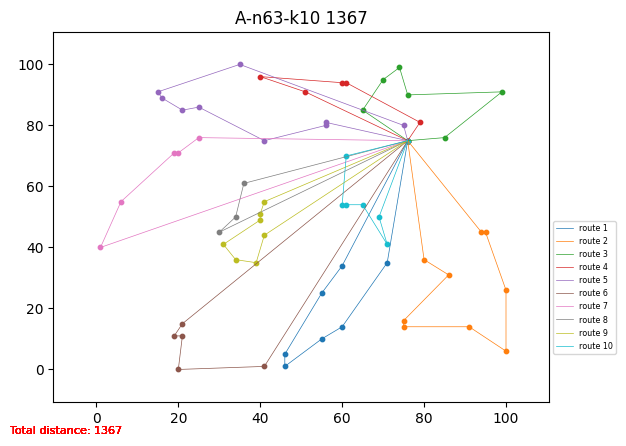 A-n63-k10 1367
100
80
60
40
20
0
0 20 40 60 80 100
route 1
route 2
route 3
route 4
route 5
route 6
route 7
route 8
route 9
route 10
Total distance: 1367